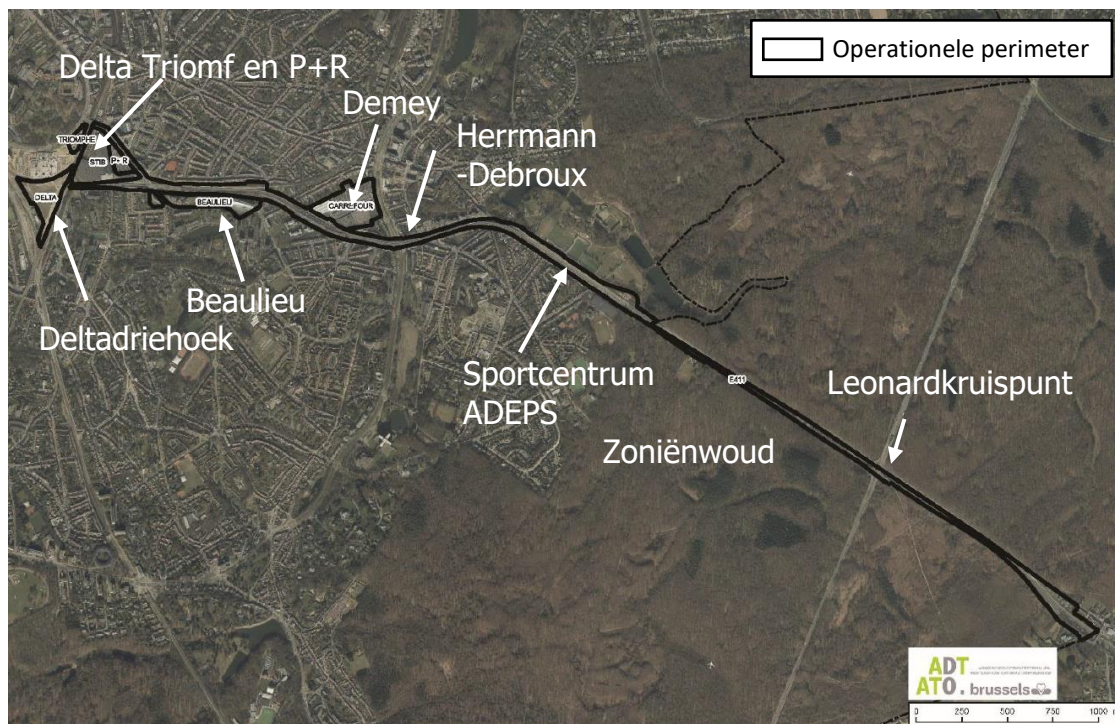 Operationele perimeter
Delta Triomf en P+R
Demey
Herrmann
-Debroux
TRIOMPHE
STIB
P+R
DELTA
BEAULIEU
CARREFOUR
Beaulieu
Deltadriehoek
Sportcentrum
ADEPS
E411
Leonardkruispunt
Zoniënwoud
ADT
ATO. brussels
0 250 500 750 1000